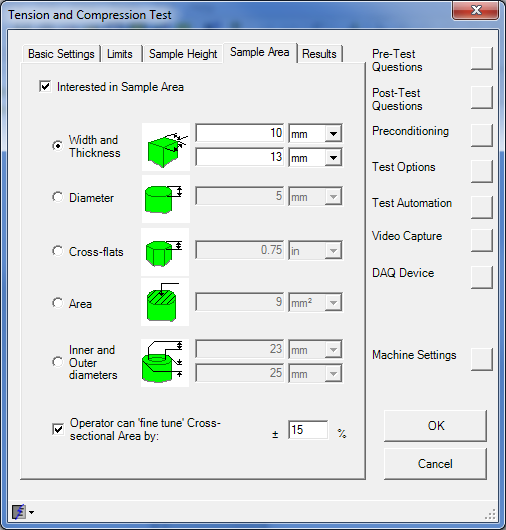 Tension and Compression Test
Basic Settings
Limits
Sample Height
Sample Area
Results
Interested in Sample Area
Width and
Thickness
10 mm
13 mm
Diameter
5 mm
Cross-flats
0.75 in
Area
9 mm²
Inner and
Outer
diameters
23 mm
25 mm
Operator can 'fine tune' Cross-
sectional Area by:
± 15 %
Pre-Test
Questions
Post-Test
Questions
Preconditioning
Test Options
Test Automation
Video Capture
DAQ Device
Machine Settings
OK
Cancel